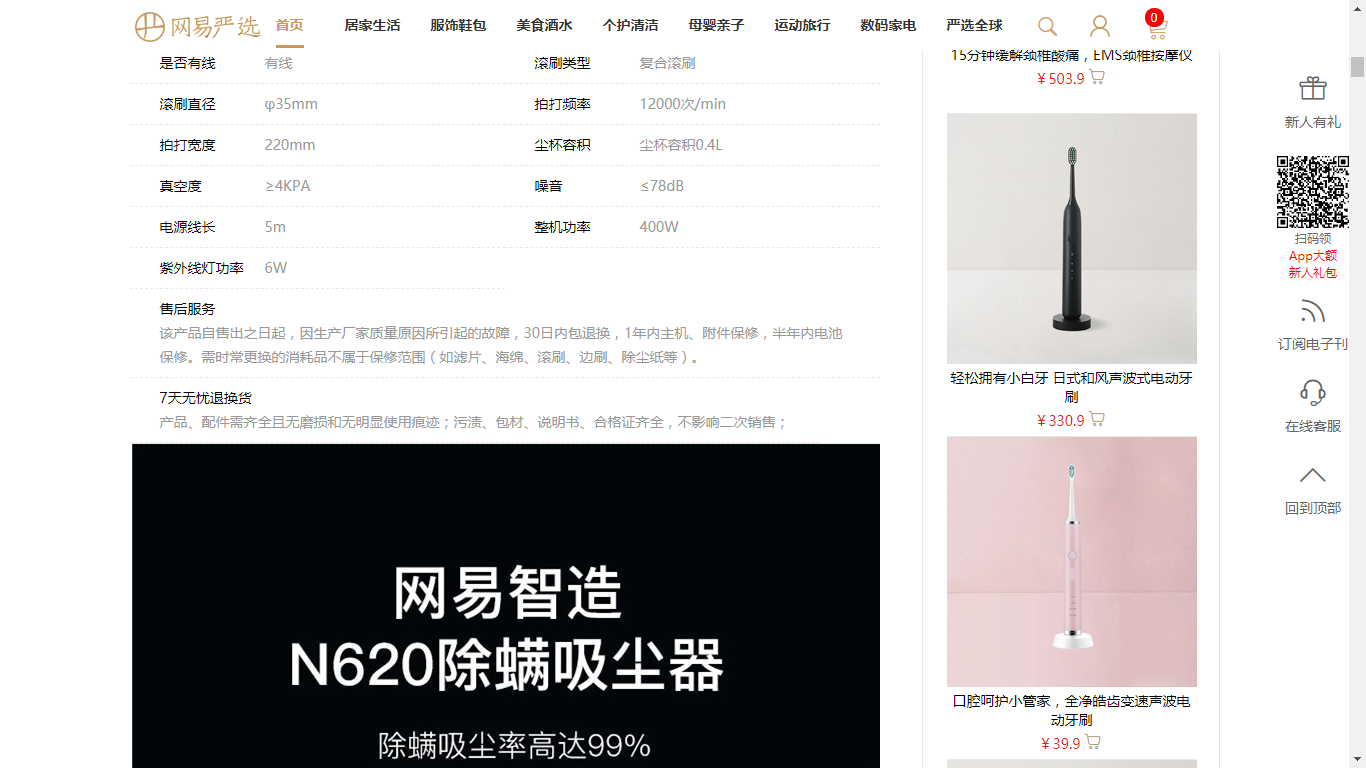 网易严选
首页
居家生活
服饰鞋包
美食酒水
个护清洁
母婴亲子
运动旅行
数码家电
严选全球
0
是否有线 有线 滚刷类型 复合滚刷
滚刷直径 φ35mm 拍打频率 12000次/min
拍打宽度 220mm 尘杯容积 尘杯容积0.4L
真空度 ≥4KPA 噪音 ≤78dB
电源线长 5m 整机功率 400W
紫外线灯功率 6W
售后服务
该产品自售出之日起，因生产厂家质量原因所引起的故障，30日内包退换，1年内主机、附件保修，半年内电池
保修。需时常更换的消耗品不属于保修范围（如滤片、海绵、滚刷、边刷、除尘纸等）。
7天无忧退换货
产品、配件需齐全且无磨损和无明显使用痕迹；污渍、包材、说明书、合格证齐全，不影响二次销售；
网易智造
N620除螨吸尘器
除螨吸尘率高达99%
15分钟缓解颈椎酸痛，EMS颈椎按摩仪
¥503.9
轻松拥有小白牙 日式和风声波式电动牙
刷
¥330.9
口腔呵护小管家，全净皓齿变速声波电
动牙刷
¥39.9
新人有礼
扫码领
App大额
新人礼包
订阅电子刊
在线客服
回到顶部